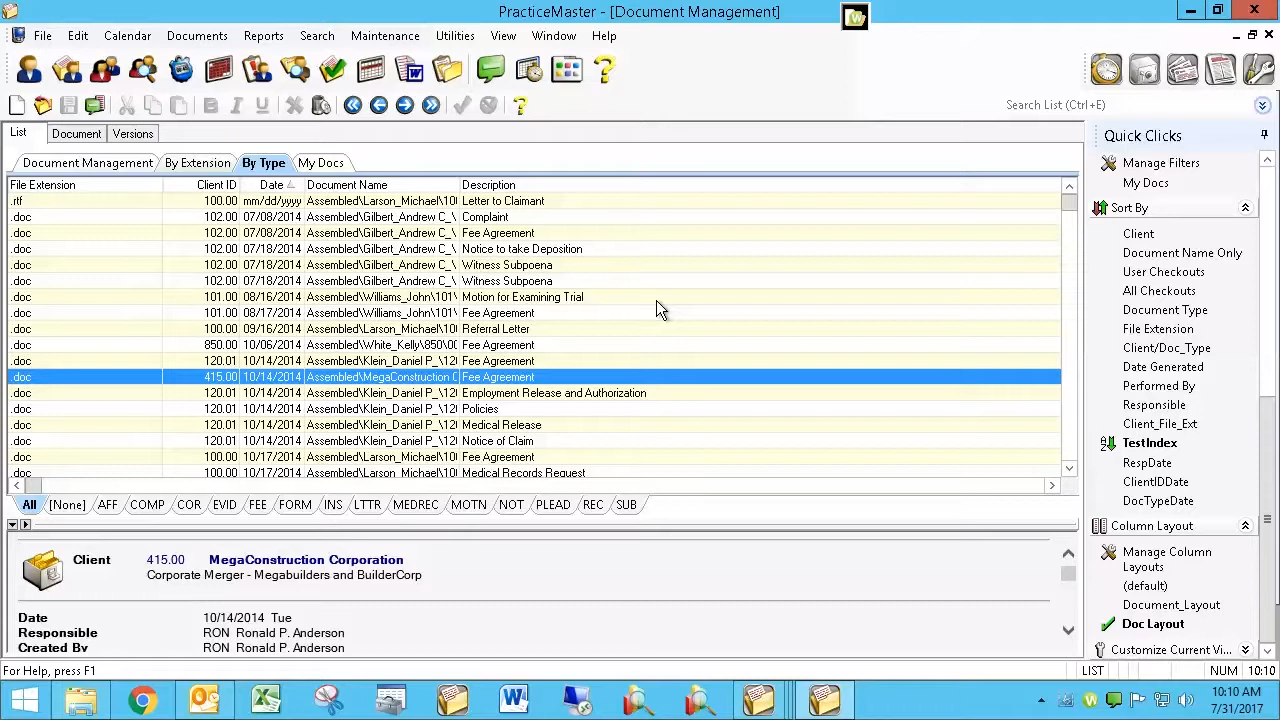 PracticeMaster - [Document Management]
File Edit Calendar Documents Reports Search Maintenance Utilities View Window Help
Search List (Ctrl+E)
List Document Versions
Document Management By Extension By Type My Docs
File Extension Client ID Date Document Name Description
.rtf 100.00 mm/dd/yyyy Assembled\Larson_Michael\10( Letter to Claimant
.doc 102.00 07/08/2014 Assembled\Gilbert_Andrew C_\ Complaint
.doc 102.00 07/08/2014 Assembled\Gilbert_Andrew C_\ Fee Agreement
.doc 102.00 07/18/2014 Assembled\Gilbert_Andrew C_\ Notice to take Deposition
.doc 102.00 07/18/2014 Assembled\Gilbert_Andrew C_\ Witness Subpoena
.doc 102.00 07/18/2014 Assembled\Gilbert_Andrew C_\ Witness Subpoena
.doc 101.00 08/16/2014 Assembled\Williams_John\101\ Motion for Examining Trial
.doc 101.00 08/17/2014 Assembled\Williams_John\101\ Fee Agreement
.doc 100.00 09/16/2014 Assembled\Larson_Michael\10( Referral Letter
.doc 850.00 10/06/2014 Assembled\White_Kelly\850\00 Fee Agreement
.doc 120.01 10/14/2014 Assembled\Klein_Daniel P_\12( Fee Agreement
.doc 415.00 10/14/2014 Assembled\MegaConstruction C Fee Agreement
.doc 120.01 10/14/2014 Assembled\Klein_Daniel P_\12( Employment Release and Authorization
.doc 120.01 10/14/2014 Assembled\Klein_Daniel P_\12( Policies
.doc 120.01 10/14/2014 Assembled\Klein_Daniel P_\12( Medical Release
.doc 120.01 10/14/2014 Assembled\Klein_Daniel P_\12( Notice of Claim
.doc 100.00 10/17/2014 Assembled\Larson_Michael\10( Fee Agreement
.doc 100.00 10/17/2014 Assembled\Larson_Michael\10( Medical Records Request
All [None] AFF COMP COR EVID FEE FORM INS LTTR MEDREC MOTN NOT PLEAD REC SUB
Client 415.00 MegaConstruction Corporation
Corporate Merger - Megabuilders and BuilderCorp
Date 10/14/2014 Tue
Responsible RON Ronald P. Anderson
Created By RON Ronald P. Anderson
Quick Clicks
Manage Filters
My Docs
Sort By
Client
Document Name Only
User Checkouts
All Checkouts
Document Type
File Extension
Client/Doc_Type
Date Generated
Performed By
Responsible
Client_File_Ext
TestIndex
RespDate
ClientIDDate
DocTypeDate
Column Layout
Manage Column
Layouts
(default)
Document_Layout
Doc Layout
Customize Current Vi...
For Help, press F1 LIST NUM 10:10
10:10 AM
7/31/2017